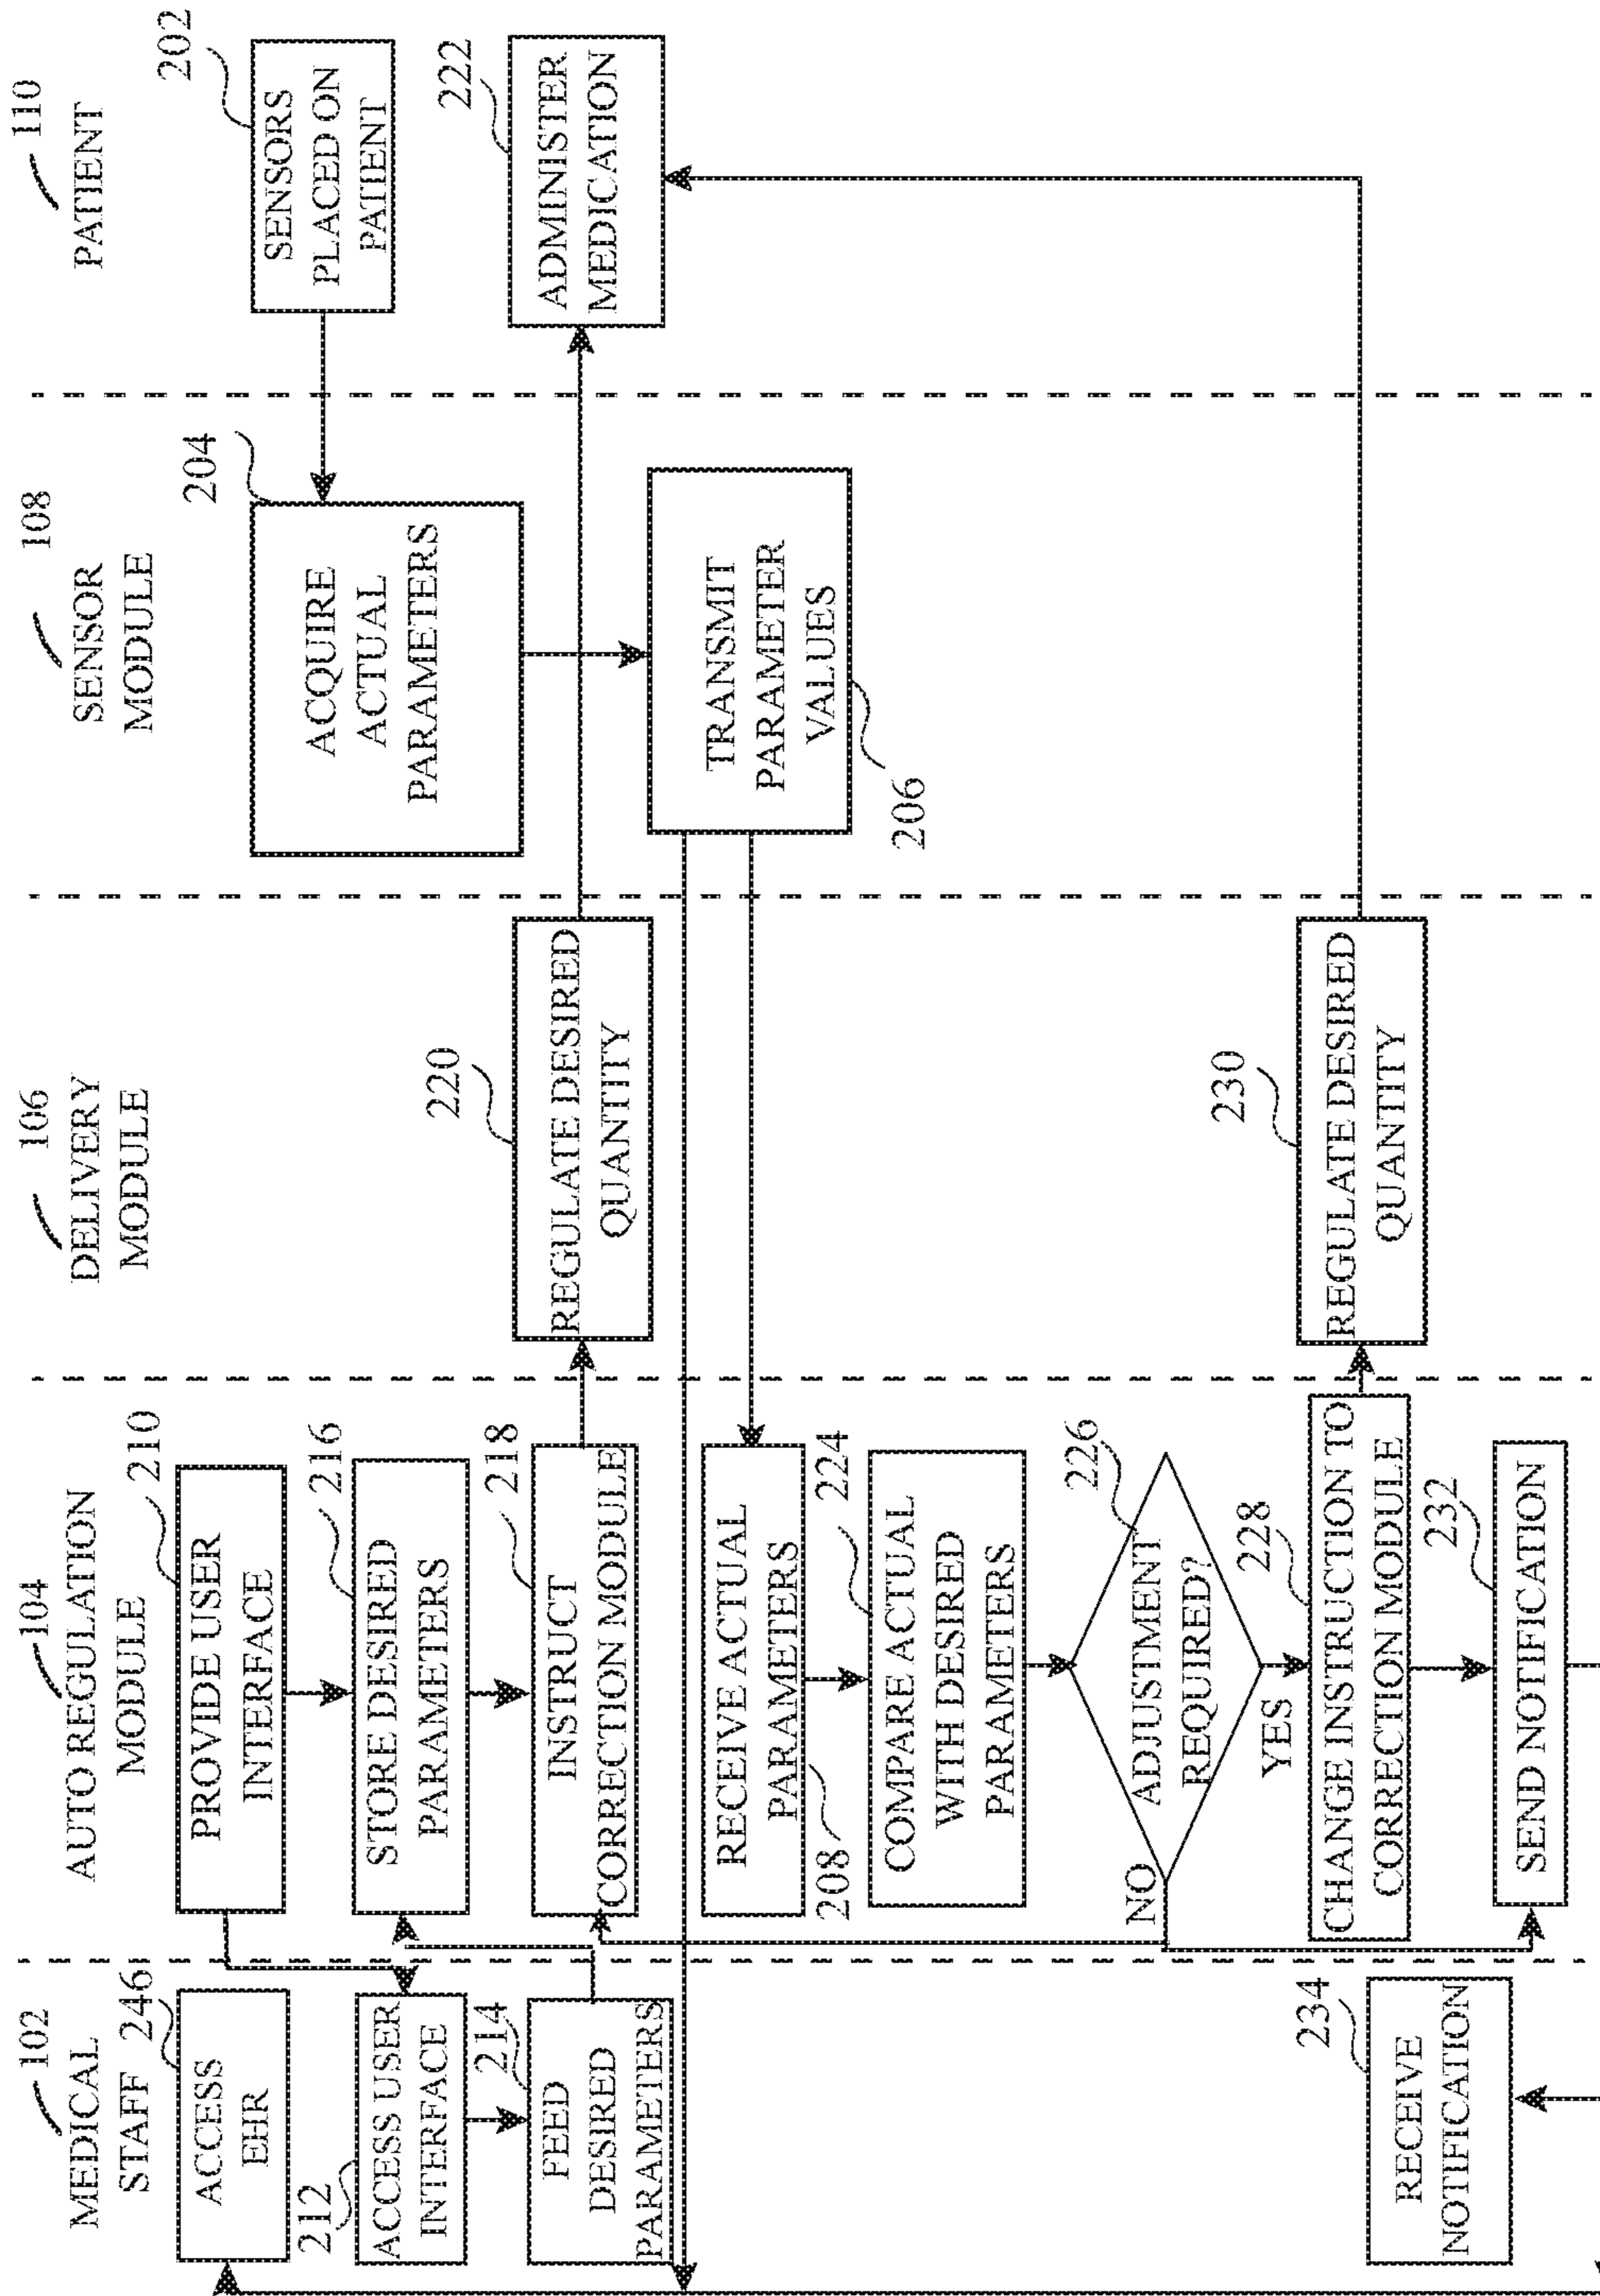 102
MEDICAL
STAFF
246
ACCESS
EHR
212
ACCESS USER
INTERFACE
214
FEED
DESIRED
PARAMETERS
234
RECEIVE
NOTIFICATION
104
AUTO REGULATION
MODULE
210
PROVIDE USER
INTERFACE
216
STORE DESIRED
PARAMETERS
218
INSTRUCT
CORRECTION MODULE
RECEIVE ACTUAL
PARAMETERS
208
224
COMPARE ACTUAL
WITH DESIRED
PARAMETERS
226
ADJUSTMENT
REQUIRED?
NO
YES
228
CHANGE INSTRUCTION TO
CORRECTION MODULE
232
SEND NOTIFICATION
106
DELIVERY
MODULE
220
REGULATE DESIRED
QUANTITY
230
REGULATE DESIRED
QUANTITY
108
SENSOR
MODULE
204
ACQUIRE
ACTUAL
PARAMETERS
TRANSMIT
PARAMETER
VALUES
206
110
PATIENT
202
SENSORS
PLACED ON
PATIENT
222
ADMINISTER
MEDICATION